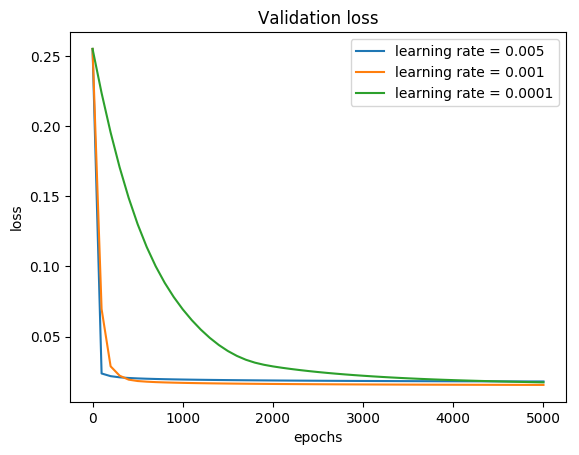 Validation loss
learning rate = 0.005
learning rate = 0.001
learning rate = 0.0001
0.25
0.20
0.15
0.10
0.05
loss
0 1000 2000 3000 4000 5000
epochs